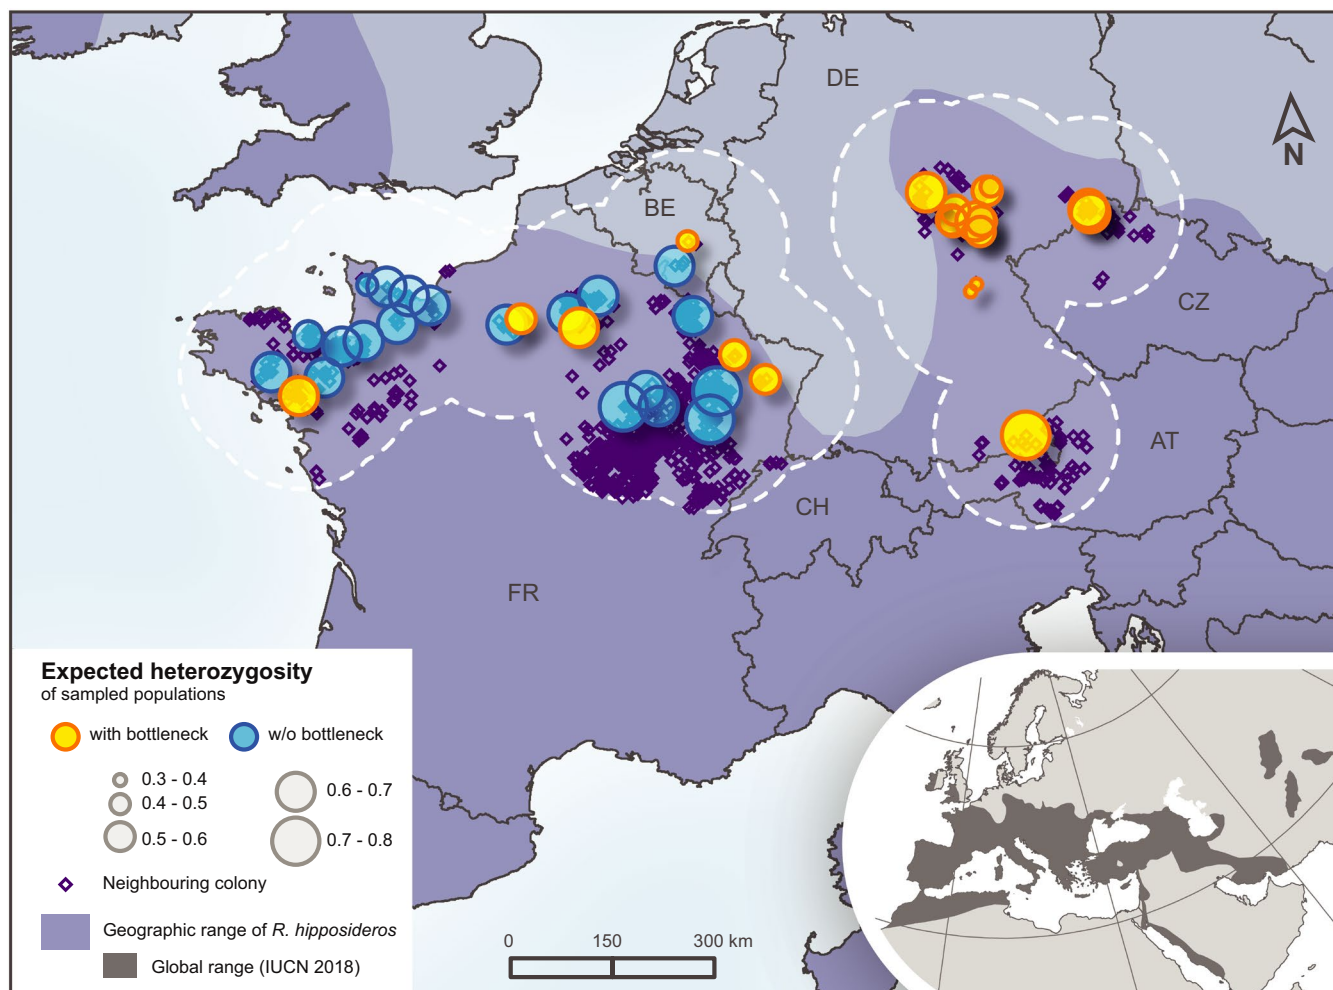 DE
N
BE
CZ
AT
CH
FR
Expected heterozygosity
of sampled populations
with bottleneck
w/o bottleneck
0.3 - 0.4
0.4 - 0.5
0.5 - 0.6
0.6 - 0.7
0.7 - 0.8
Neighbouring colony
Geographic range of R. hipposideros
Global range (IUCN 2018)
0 150 300 km